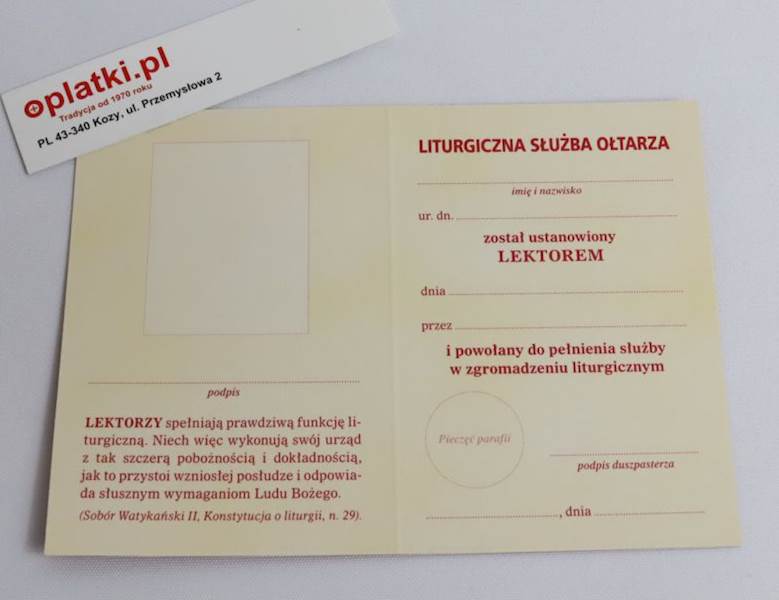 oplatki.pl
Tradycja od 1970 roku
PL 43-340 Kozy, ul. Przemysłowa 2
podpis
LEKTORZY spełniają prawdziwą funkcję li-
turgiczną. Niech więc wykonują swój urząd
z tak szczerą pobożnością i dokładnością,
jak to przystoi wzniosłej posłudze i odpowia-
da słusznym wymaganiom Ludu Bożego.
(Sobór Watykański II, Konstytucja o liturgii, n. 29).
LITURGICZNA SŁUŻBA OŁTARZA
imię i nazwisko
ur. dn.
został ustanowiony
LEKTOREM
dnia
przez
i powołany do pełnienia służby
w zgromadzeniu liturgicznym
Pieczęć parafii
podpis duszpasterza
, dnia